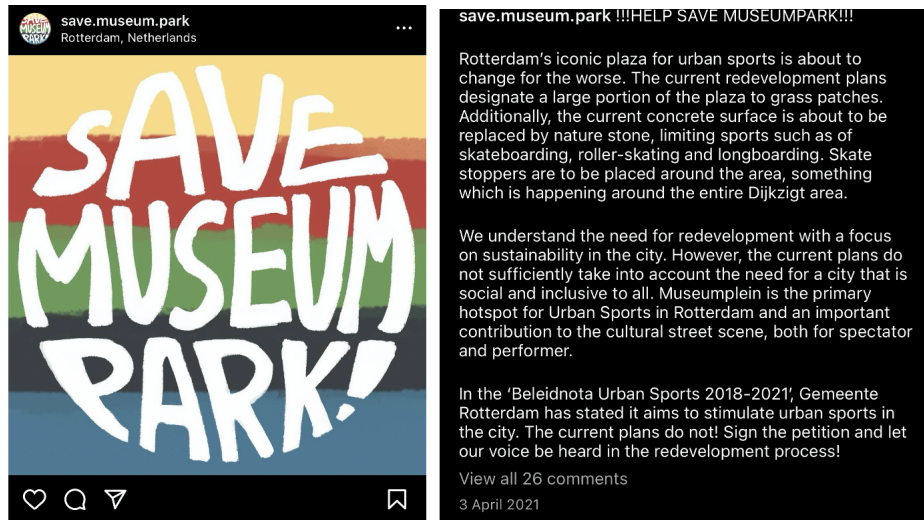 save.museum.park
Rotterdam, Netherlands
SAVE
MUSEUM
PARK!
SAVE
MUSEUM
PARK!
save.museum.park !!!HELP SAVE MUSEUMPARK!!!
Rotterdam's iconic plaza for urban sports is about to
change for the worse. The current redevelopment plans
designate a large portion of the plaza to grass patches.
Additionally, the current concrete surface is about to be
replaced by nature stone, limiting sports such as of
skateboarding, roller-skating and longboarding. Skate
stoppers are to be placed around the area, something
which is happening around the entire Dijkzigt area.
We understand the need for redevelopment with a focus
on sustainability in the city. However, the current plans do
not sufficiently take into account the need for a city that is
social and inclusive to all. Museumplein is the primary
hotspot for Urban Sports in Rotterdam and an important
contribution to the cultural street scene, both for spectator
and performer.
In the ‘Beleidnota Urban Sports 2018-2021’, Gemeente
Rotterdam has stated it aims to stimulate urban sports in
the city. The current plans do not! Sign the petition and let
our voice be heard in the redevelopment process!
View all 26 comments
3 April 2021